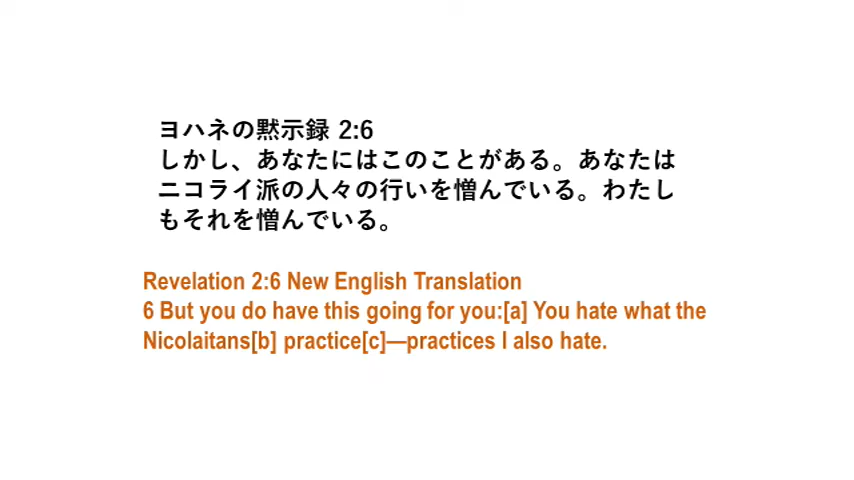 ヨハネの黙示録 2:6
しかし、あなたにはこのことがある。あなたは
ニコライ派の人々の行いを憎んでいる。わたし
もそれを憎んでいる。
Revelation 2:6 New English Translation
6 But you do have this going for you:[a] You hate what the
Nicolaitans[b] practice[c]—practices I also hate.